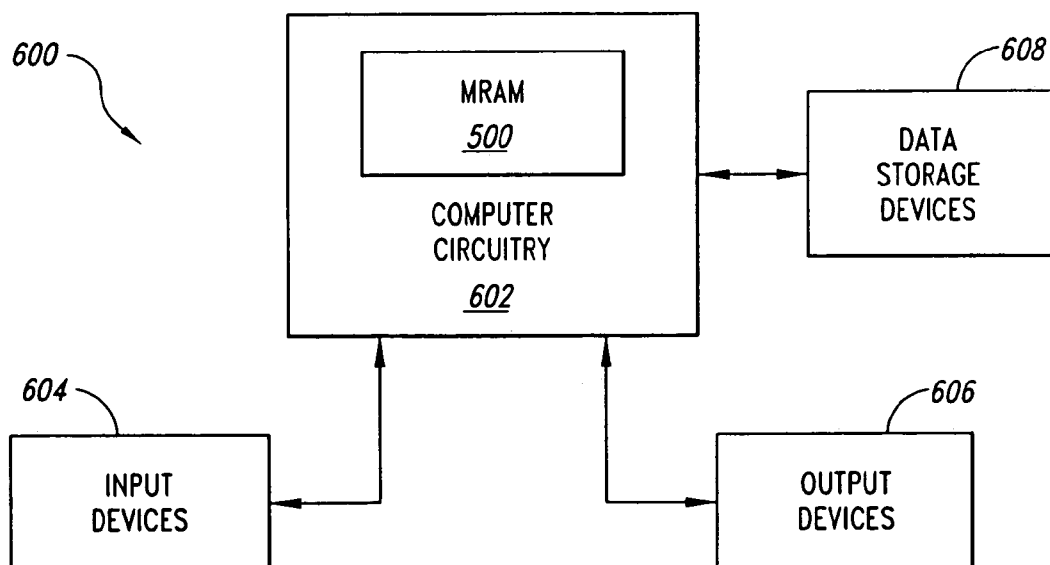 600
MRAM
500
COMPUTER
CIRCUITRY
602
608
DATA
STORAGE
DEVICES
604
INPUT
DEVICES
606
OUTPUT
DEVICES